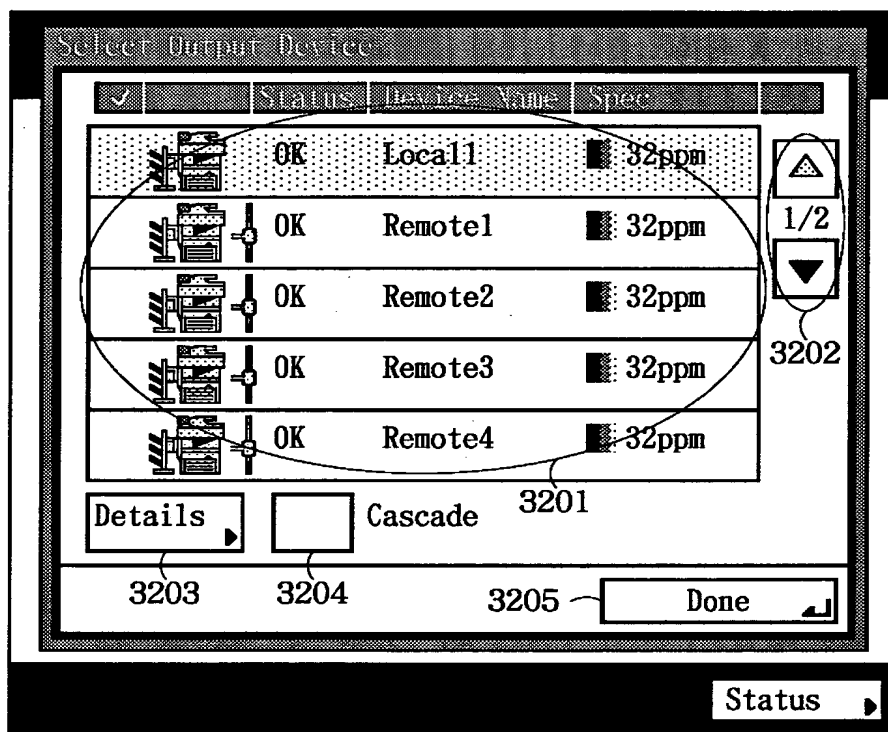 Select Output Device
✓ Status Device Name Spec
OK Local1 32ppm
OK Remote1 32ppm
1/2
OK Remote2 32ppm
OK Remote3 32ppm
3202
OK Remote4 32ppm
3201
Details Cascade
3203 3204
3205 Done
Status